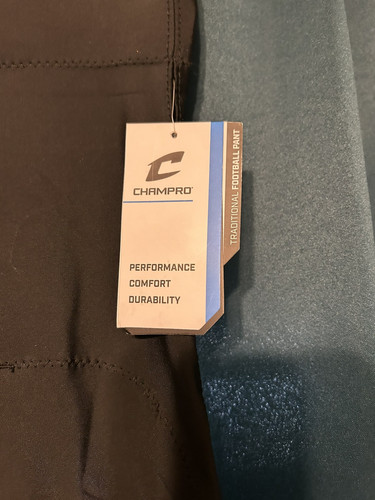 CHAMPRO®
PERFORMANCE
COMFORT
DURABILITY
TRADITIONAL FOOTBALL PANT